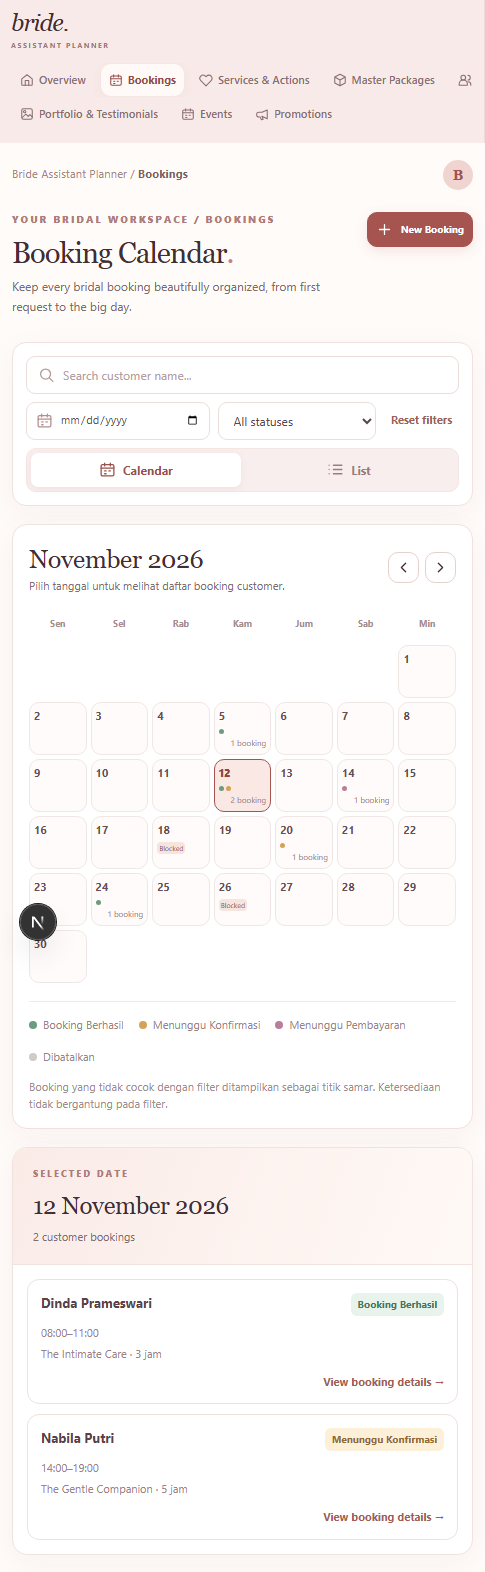 bride.
ASSISTANT PLANNER
Overview Bookings Services & Actions Master Packages
Portfolio & Testimonials Events Promotions
Bride Assistant Planner / Bookings B
YOUR BRIDAL WORKSPACE / BOOKINGS
+ New Booking
Booking Calendar.
Keep every bridal booking beautifully organized, from first
request to the big day.
Search customer name...
mm/dd/yyyy All statuses Reset filters
Calendar List
November 2026
Pilih tanggal untuk melihat daftar booking customer.
Sen Sel Rab Kam Jum Sab Min
1
2 3 4 5 6 7 8
1 booking
9 10 11 12 13 14 15
2 booking 1 booking
16 17 18 19 20 21 22
Blocked 1 booking
23 24 25 26 27 28 29
1 booking Blocked
N
30
Booking Berhasil Menunggu Konfirmasi Menunggu Pembayaran
Dibatalkan
Booking yang tidak cocok dengan filter ditampilkan sebagai titik samar. Ketersediaan
tidak bergantung pada filter.
SELECTED DATE
12 November 2026
2 customer bookings
Dinda Prameswari Booking Berhasil
08:00–11:00
The Intimate Care · 3 jam
View booking details →
Nabila Putri Menunggu Konfirmasi
14:00–19:00
The Gentle Companion · 5 jam
View booking details →